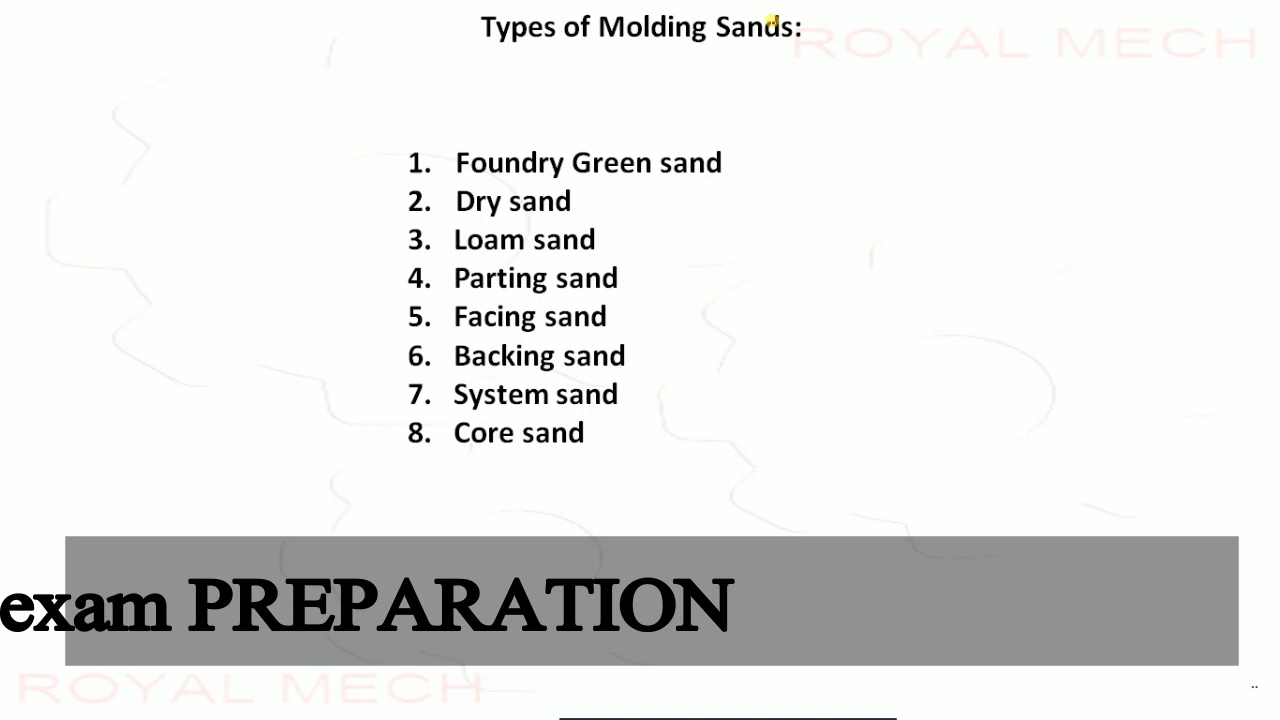 Types of Molding Sands:
ROYAL MECH
1. Foundry Green sand
2. Dry sand
3. Loam sand
4. Parting sand
5. Facing sand
6. Backing sand
7. System sand
8. Core sand
exam PREPARATION
ROYAL MECH
..